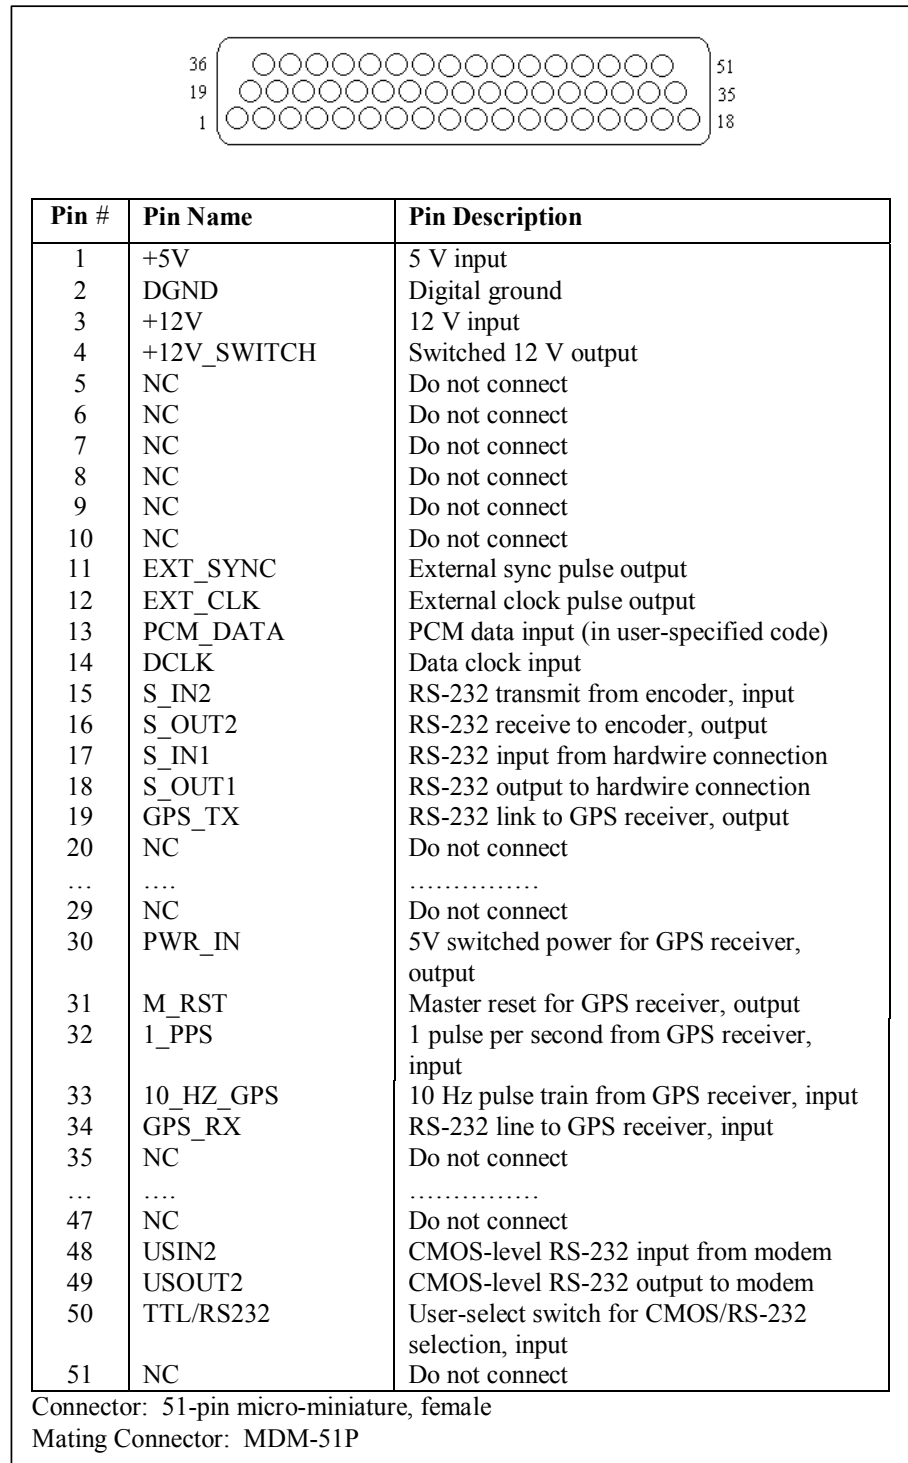 36 51
19 35
1 18
Pin # Pin Name Pin Description
1 +5V 5 V input
2 DGND Digital ground
3 +12V 12 V input
4 +12V_SWITCH Switched 12 V output
5 NC Do not connect
6 NC Do not connect
7 NC Do not connect
8 NC Do not connect
9 NC Do not connect
10 NC Do not connect
11 EXT_SYNC External sync pulse output
12 EXT_CLK External clock pulse output
13 PCM_DATA PCM data input (in user-specified code)
14 DCLK Data clock input
15 S_IN2 RS-232 transmit from encoder, input
16 S_OUT2 RS-232 receive to encoder, output
17 S_IN1 RS-232 input from hardwire connection
18 S_OUT1 RS-232 output to hardwire connection
19 GPS_TX RS-232 link to GPS receiver, output
20 NC Do not connect
… …. ……………
29 NC Do not connect
30 PWR_IN 5V switched power for GPS receiver,
output
31 M_RST Master reset for GPS receiver, output
32 1_PPS 1 pulse per second from GPS receiver,
input
33 10_HZ_GPS 10 Hz pulse train from GPS receiver, input
34 GPS_RX RS-232 line to GPS receiver, input
35 NC Do not connect
… …. ……………
47 NC Do not connect
48 USIN2 CMOS-level RS-232 input from modem
49 USOUT2 CMOS-level RS-232 output to modem
50 TTL/RS232 User-select switch for CMOS/RS-232
selection, input
51 NC Do not connect
Connector: 51-pin micro-miniature, female
Mating Connector: MDM-51P